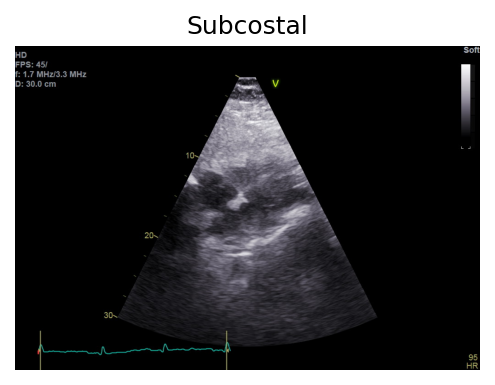 Subcostal
HD
FPS: 45/
f: 1.7 MHz/3.3 MHz
D: 30.0 cm
Soft
V
10
20
30
95
HR